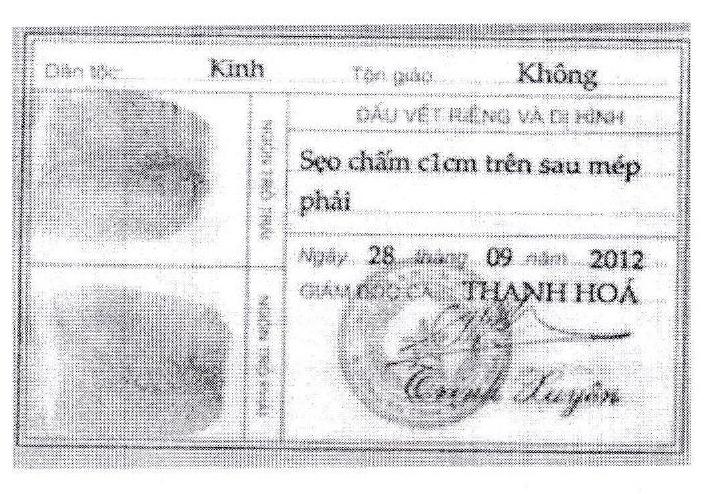 Dân tộc: Kinh Tôn giáo: Không
DẤU VẾT RIÊNG VÀ DỊ HÌNH
Sẹo chấm c1cm trên sau mép
phải
NGÓN TRỎ TRÁI
Ngày 28 tháng 09 năm 2012
GIÁM ĐỐC CA THANH HOÁ
NGÓN TRỎ PHẢI
Trịnh Xuyên